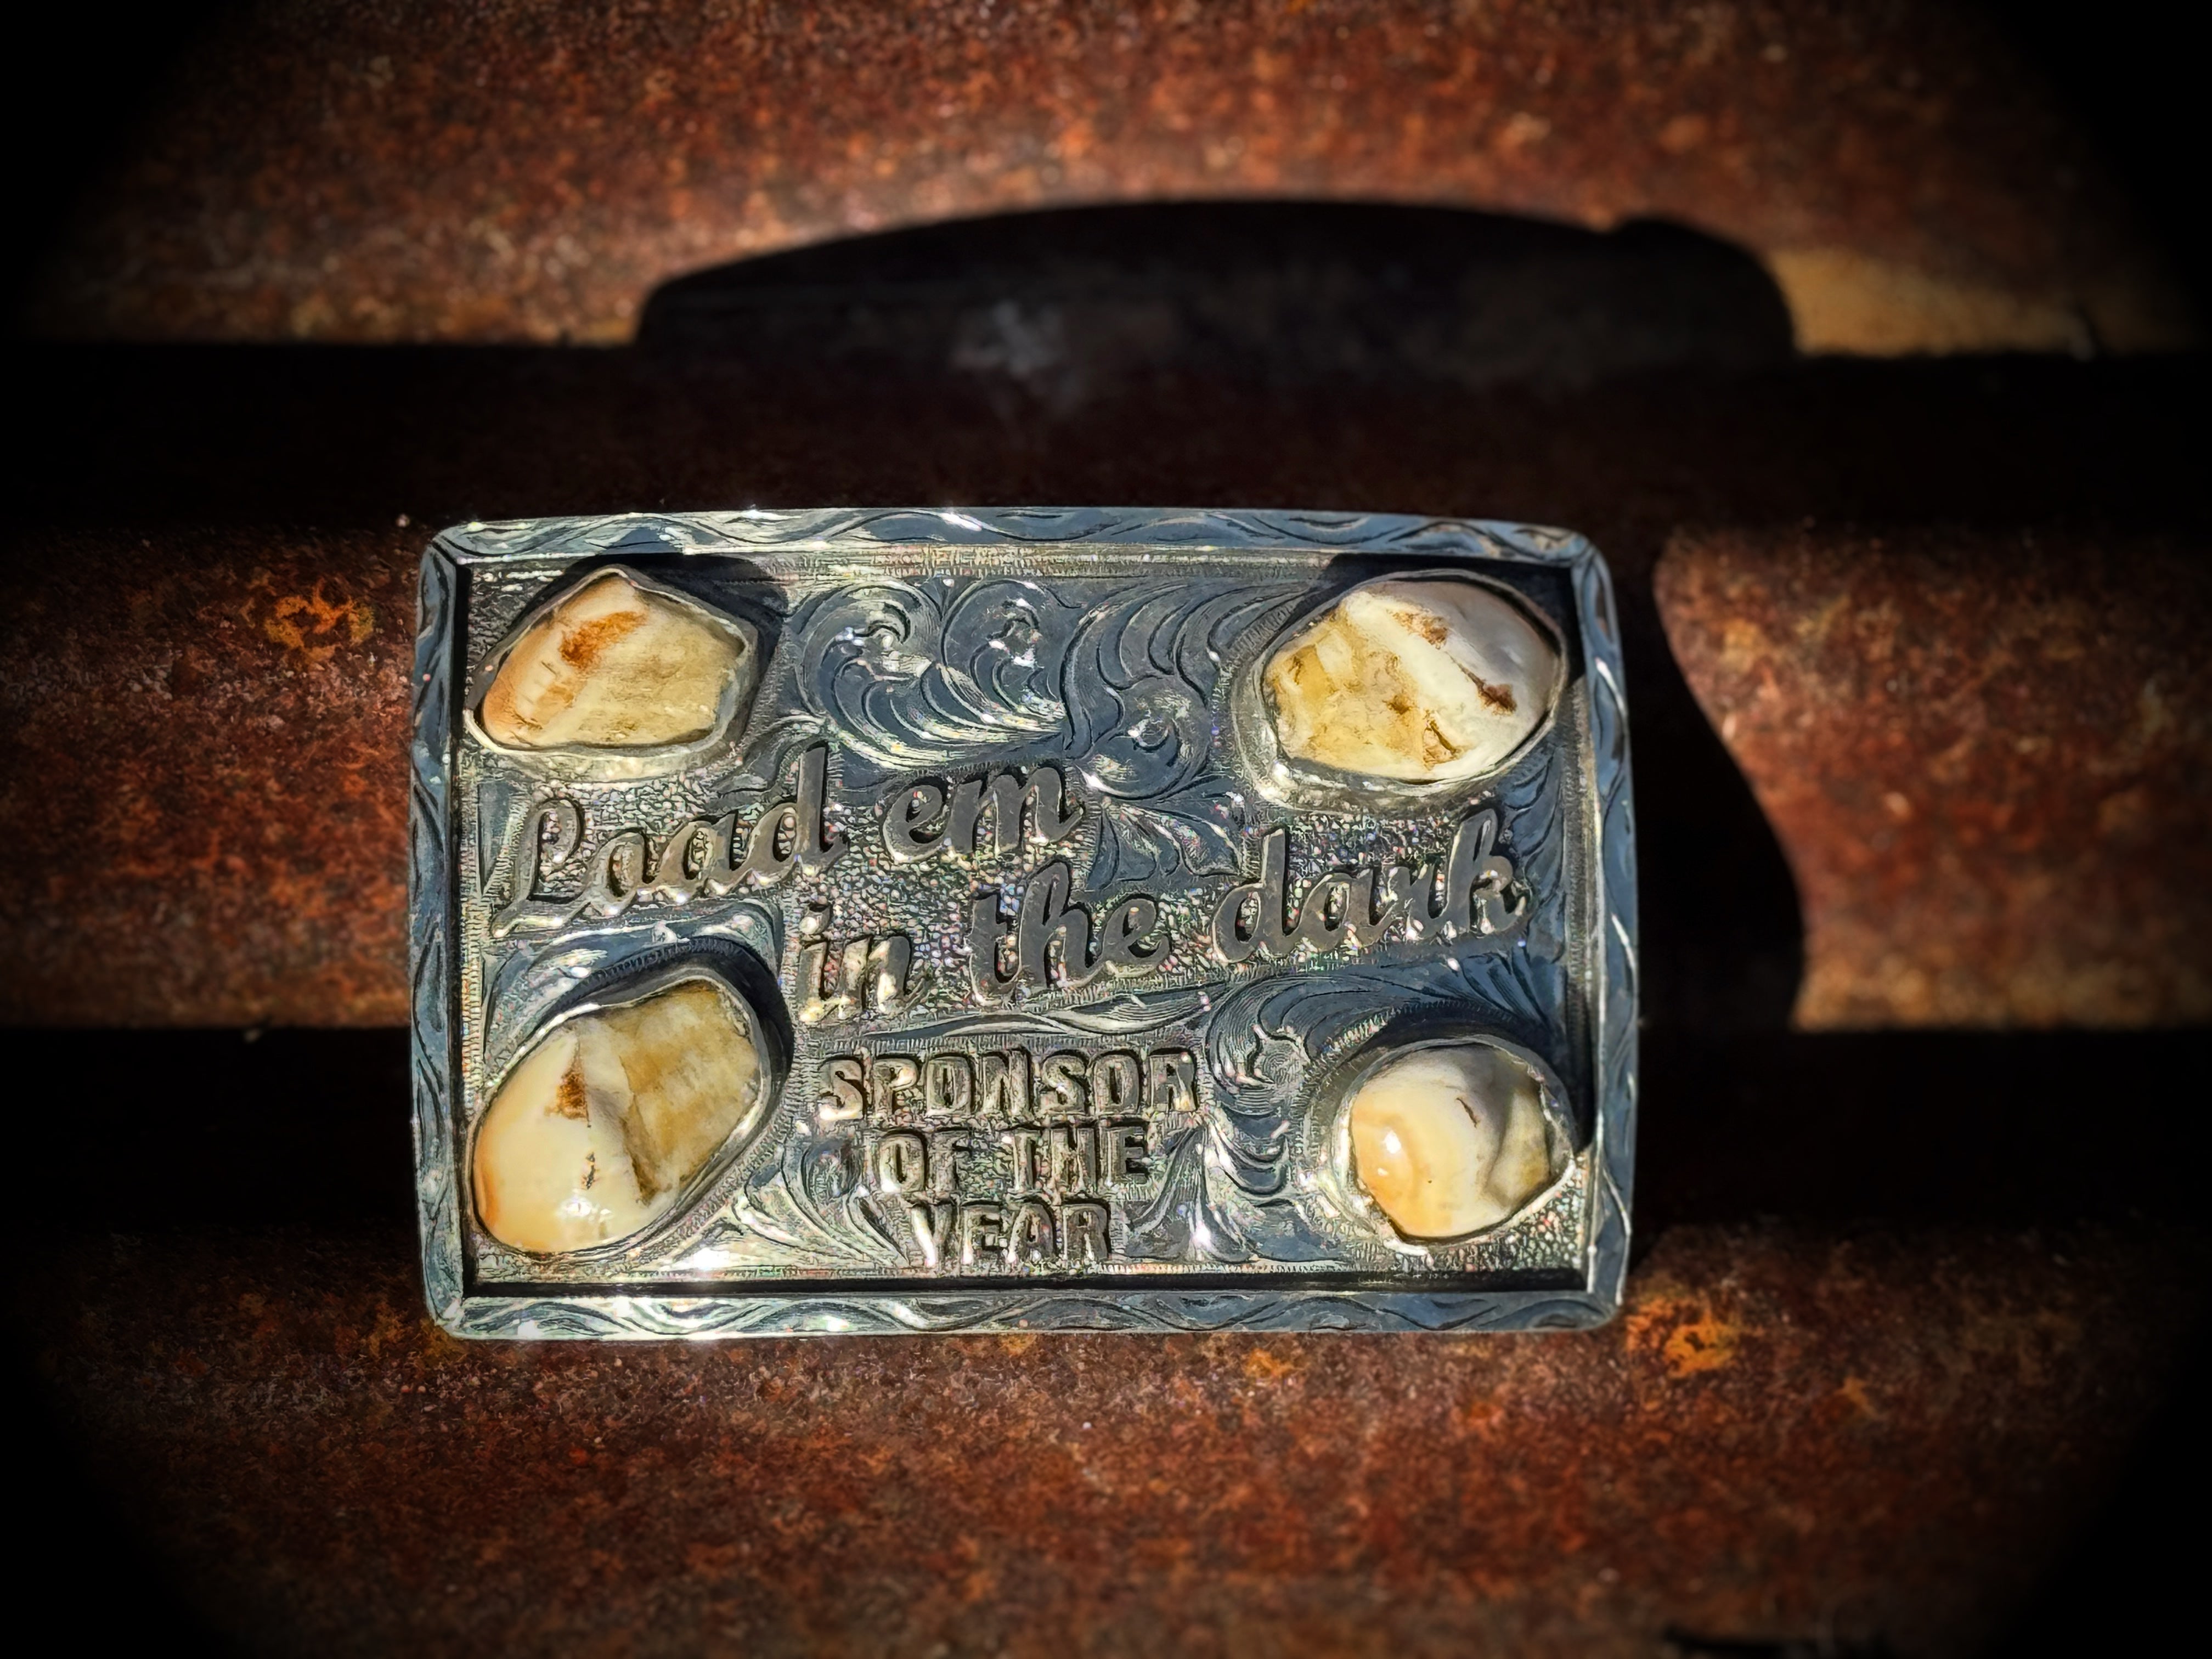 Load em
in the dark
SPONSOR
OF THE
YEAR